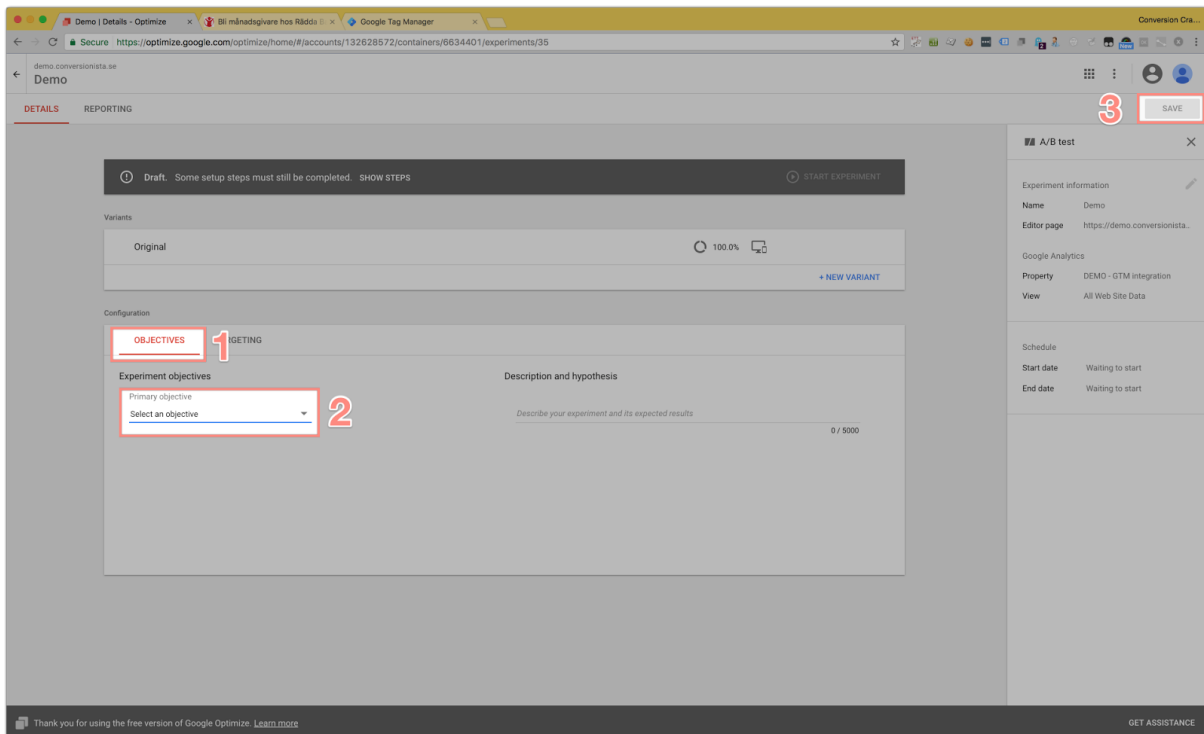 Demo | Details - Optimize
Bli månadsgivare hos Rädda B
Google Tag Manager
Conversion Cra...
Secure https://optimize.google.com/optimize/home/#/accounts/132628572/containers/6634401/experiments/35
New
demo.conversionista.se
Demo
DETAILS REPORTING
3
SAVE
A/B test
Draft. Some setup steps must still be completed. SHOW STEPS
START EXPERIMENT
Experiment information
Name Demo
Editor page https://demo.conversionista...
Variants
Original 100.0%
+ NEW VARIANT
Google Analytics
Property DEMO - GTM integration
View All Web Site Data
Configuration
OBJECTIVES
1
GETING
Schedule
Start date Waiting to start
End date Waiting to start
Experiment objectives
Primary objective
Select an objective
2
Description and hypothesis
Describe your experiment and its expected results
0 / 5000
Thank you for using the free version of Google Optimize. Learn more
GET ASSISTANCE